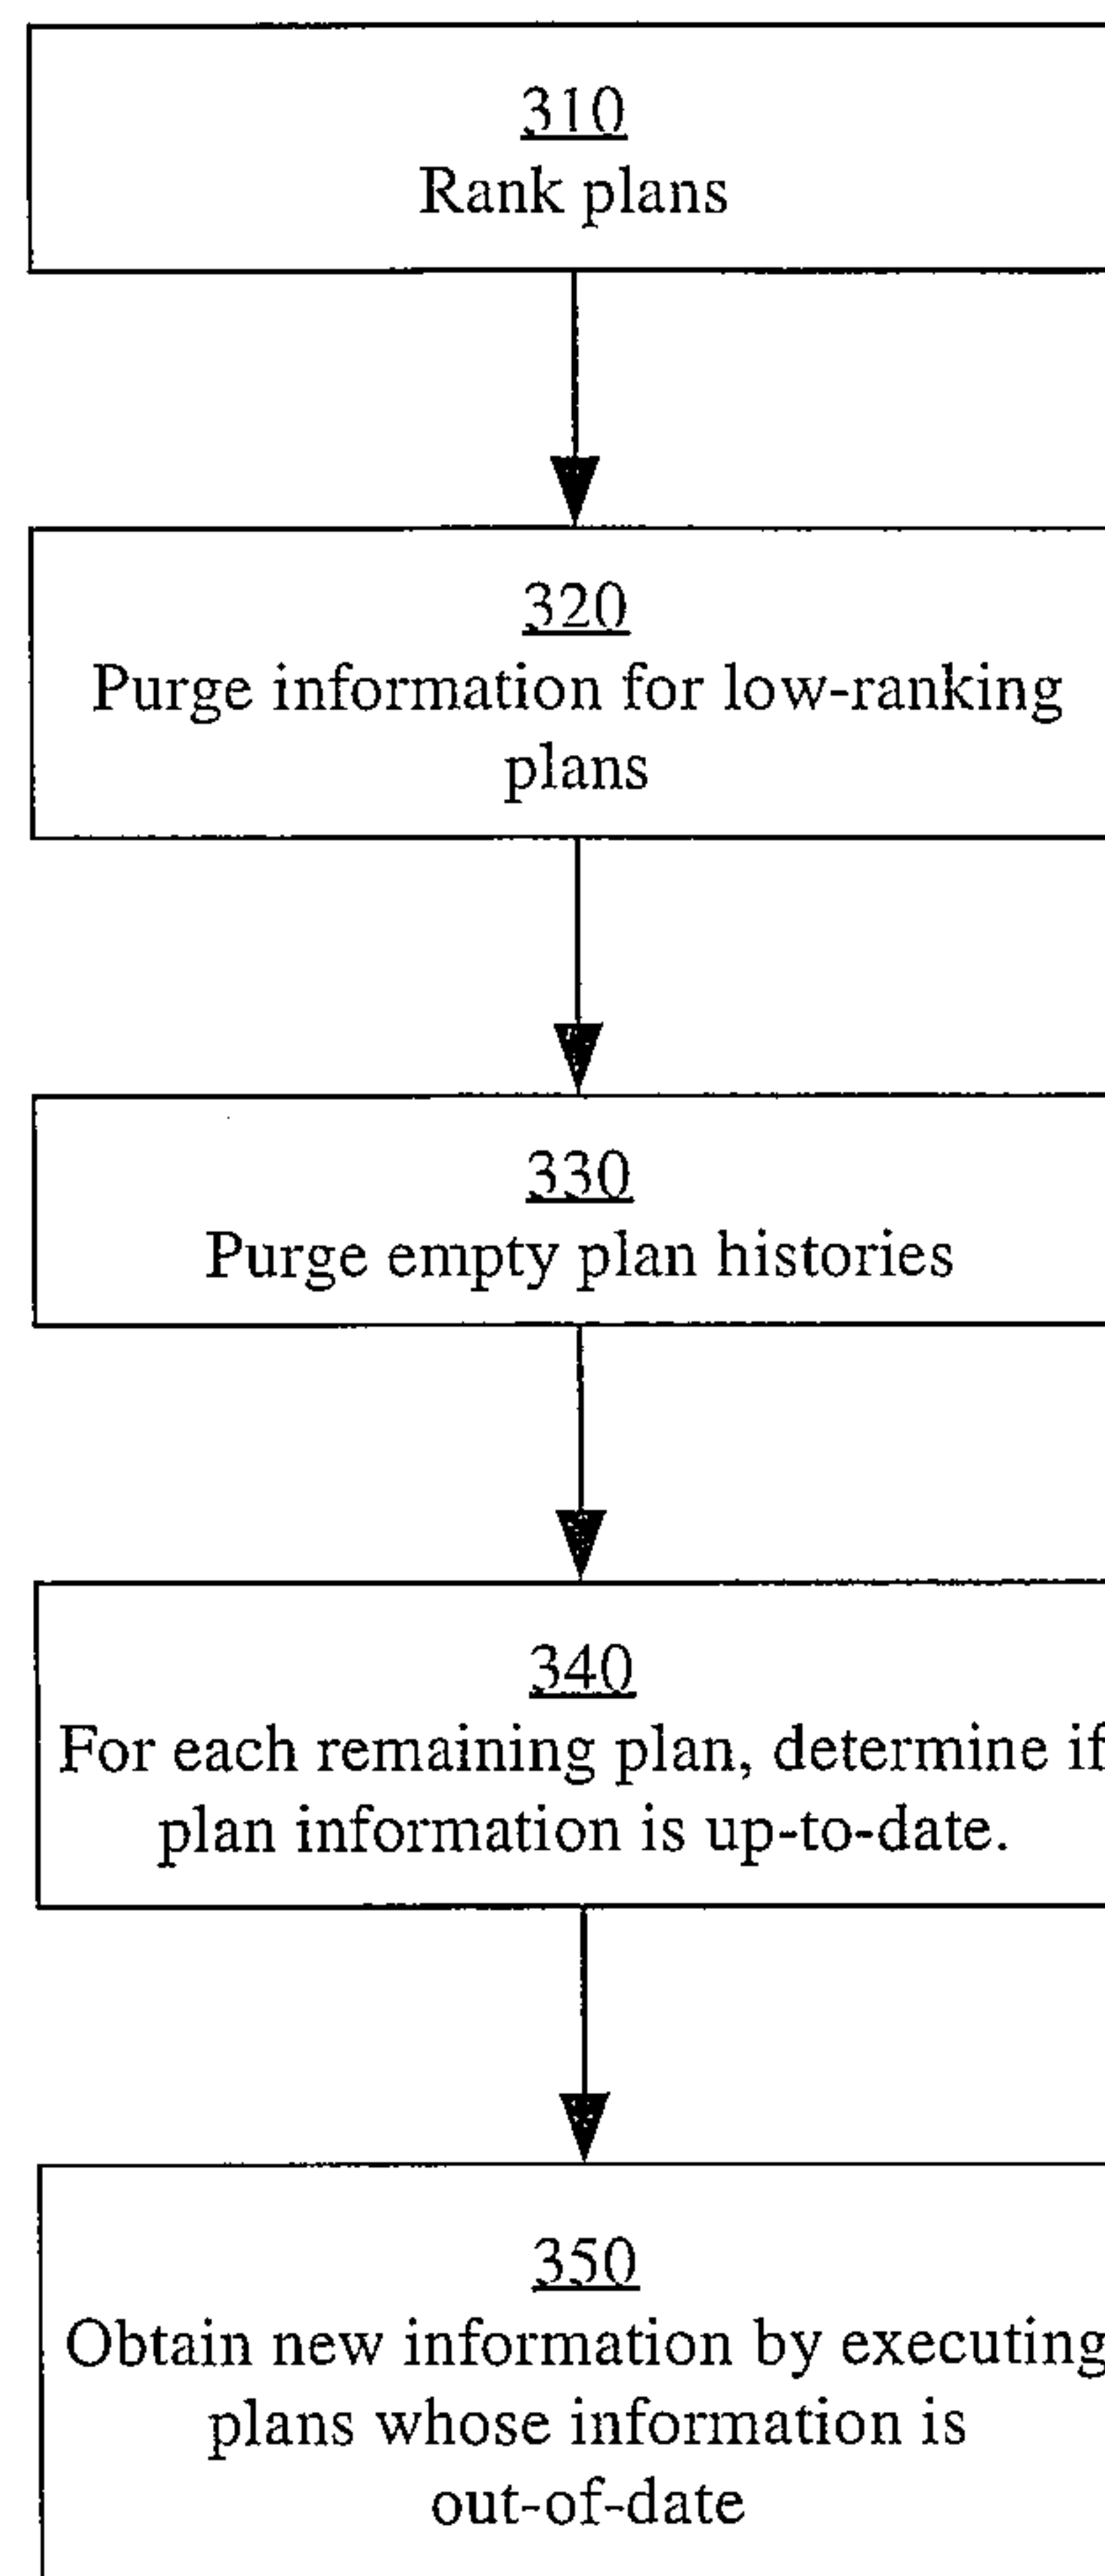 310
Rank plans
320
Purge information for low-ranking
plans
330
Purge empty plan histories
340
For each remaining plan, determine if
plan information is up-to-date.
350
Obtain new information by executing
plans whose information is
out-of-date